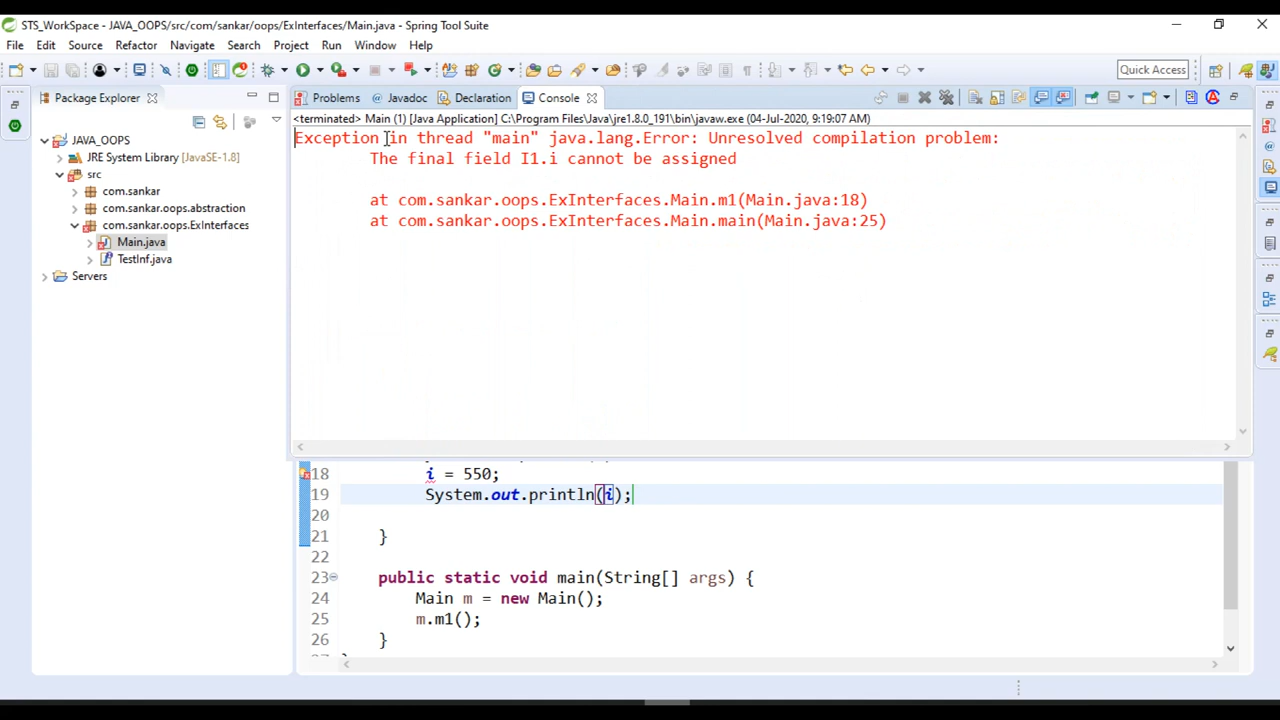 STS_WorkSpace - JAVA_OOPS/src/com/sankar/oops/ExInterfaces/Main.java - Spring Tool Suite
File Edit Source Refactor Navigate Search Project Run Window Help
Quick Access
Package Explorer
Problems Javadoc Declaration Console
<terminated> Main (1) [Java Application] C:\Program Files\Java\jre1.8.0_191\bin\javaw.exe (04-Jul-2020, 9:19:07 AM)
JAVA_OOPS
JRE System Library [JavaSE-1.8]
src
com.sankar
com.sankar.oops.abstraction
com.sankar.oops.ExInterfaces
Main.java
TestInf.java
Servers
Exception in thread "main" java.lang.Error: Unresolved compilation problem:
The final field I1.i cannot be assigned
at com.sankar.oops.ExInterfaces.Main.m1(Main.java:18)
at com.sankar.oops.ExInterfaces.Main.main(Main.java:25)
18 i = 550;
19 System.out.println(i);
20
21 }
22
23 public static void main(String[] args) {
24 Main m = new Main();
25 m.m1();
26 }